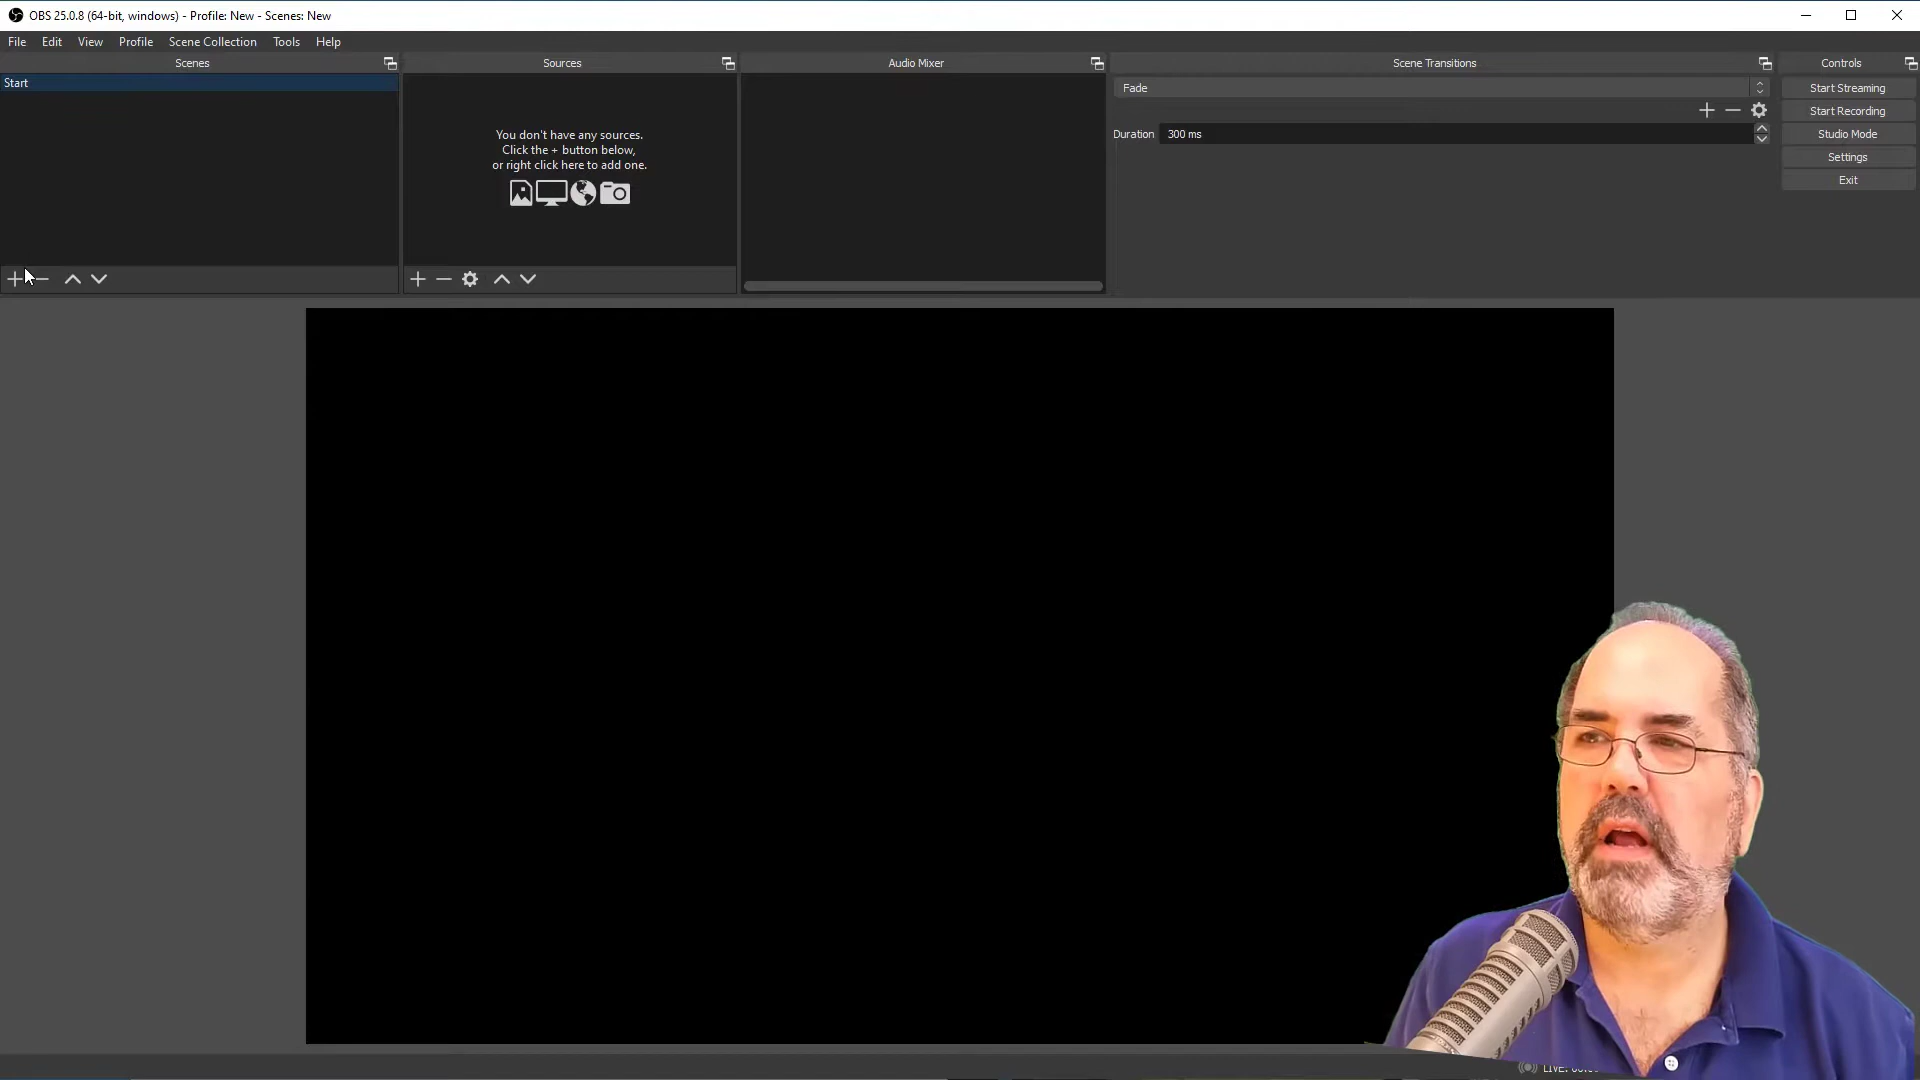 OBS 25.0.8 (64-bit, windows) - Profile: New - Scenes: New
File Edit View Profile Scene Collection Tools Help
Scenes
Sources
Audio Mixer
Scene Transitions
Controls
Start
You don't have any sources.
Click the + button below,
or right click here to add one.
Fade
Duration 300 ms
Start Streaming
Start Recording
Studio Mode
Settings
Exit
LIVE: